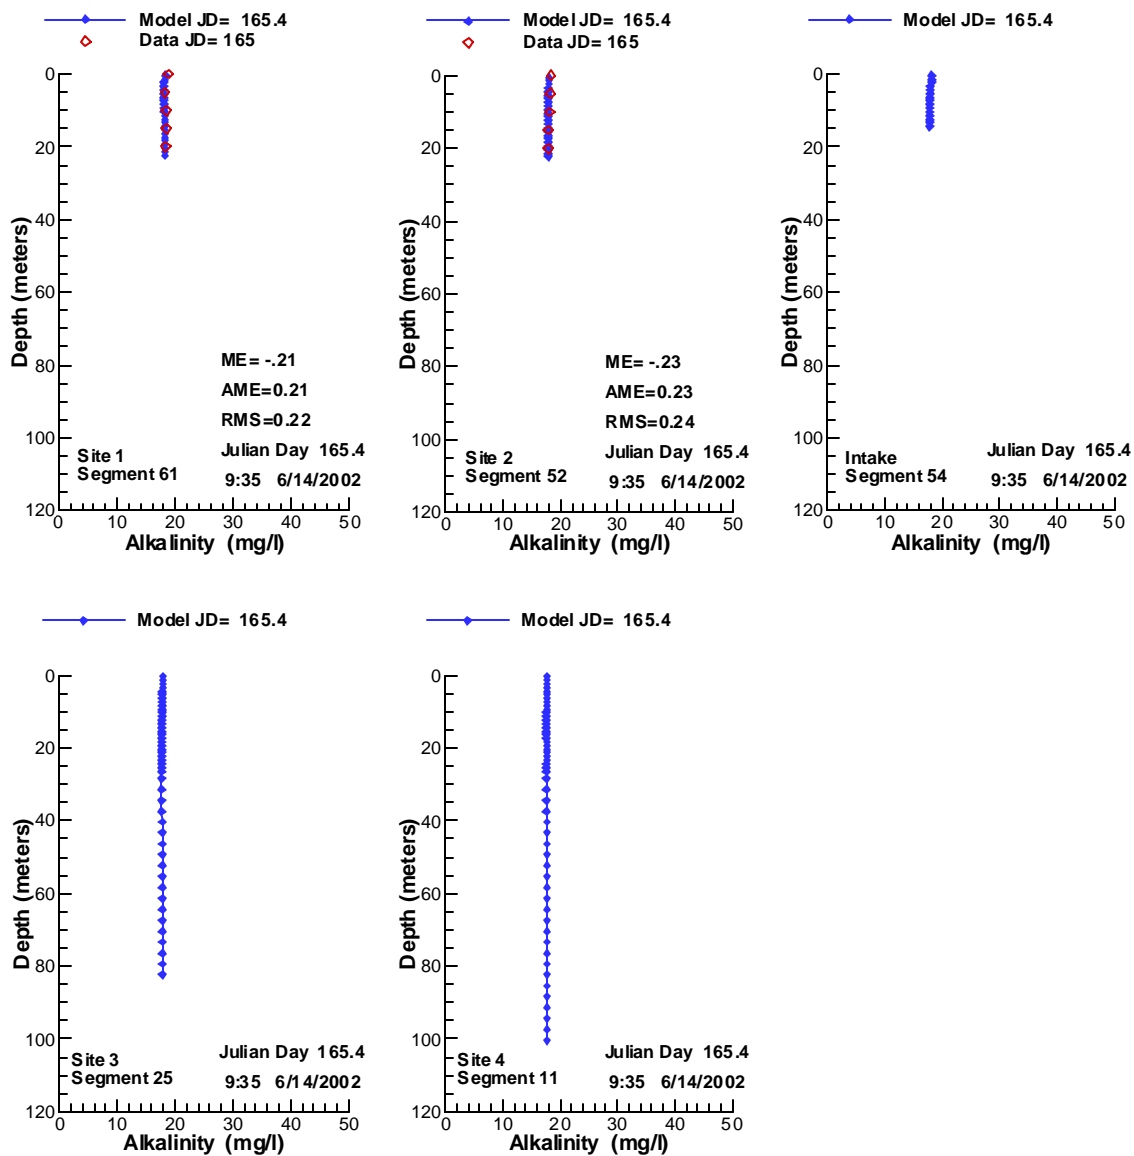 Model JD= 165.4
Data JD= 165
0
20
40
60
80
100
120
Depth (meters)
ME= -.21
AME=0.21
RMS=0.22
Julian Day 165.4
9:35 6/14/2002
Site 1
Segment 61
0 10 20 30 40 50
Alkalinity (mg/l)
Model JD= 165.4
Data JD= 165
0
20
40
60
80
100
120
Depth (meters)
ME= -.23
AME=0.23
RMS=0.24
Julian Day 165.4
9:35 6/14/2002
Site 2
Segment 52
0 10 20 30 40 50
Alkalinity (mg/l)
Model JD= 165.4
0
20
40
60
80
100
120
Depth (meters)
Julian Day 165.4
9:35 6/14/2002
Intake
Segment 54
0 10 20 30 40 50
Alkalinity (mg/l)
Model JD= 165.4
0
20
40
60
80
100
120
Depth (meters)
Julian Day 165.4
9:35 6/14/2002
Site 3
Segment 25
0 10 20 30 40 50
Alkalinity (mg/l)
Model JD= 165.4
0
20
40
60
80
100
120
Depth (meters)
Julian Day 165.4
9:35 6/14/2002
Site 4
Segment 11
0 10 20 30 40 50
Alkalinity (mg/l)